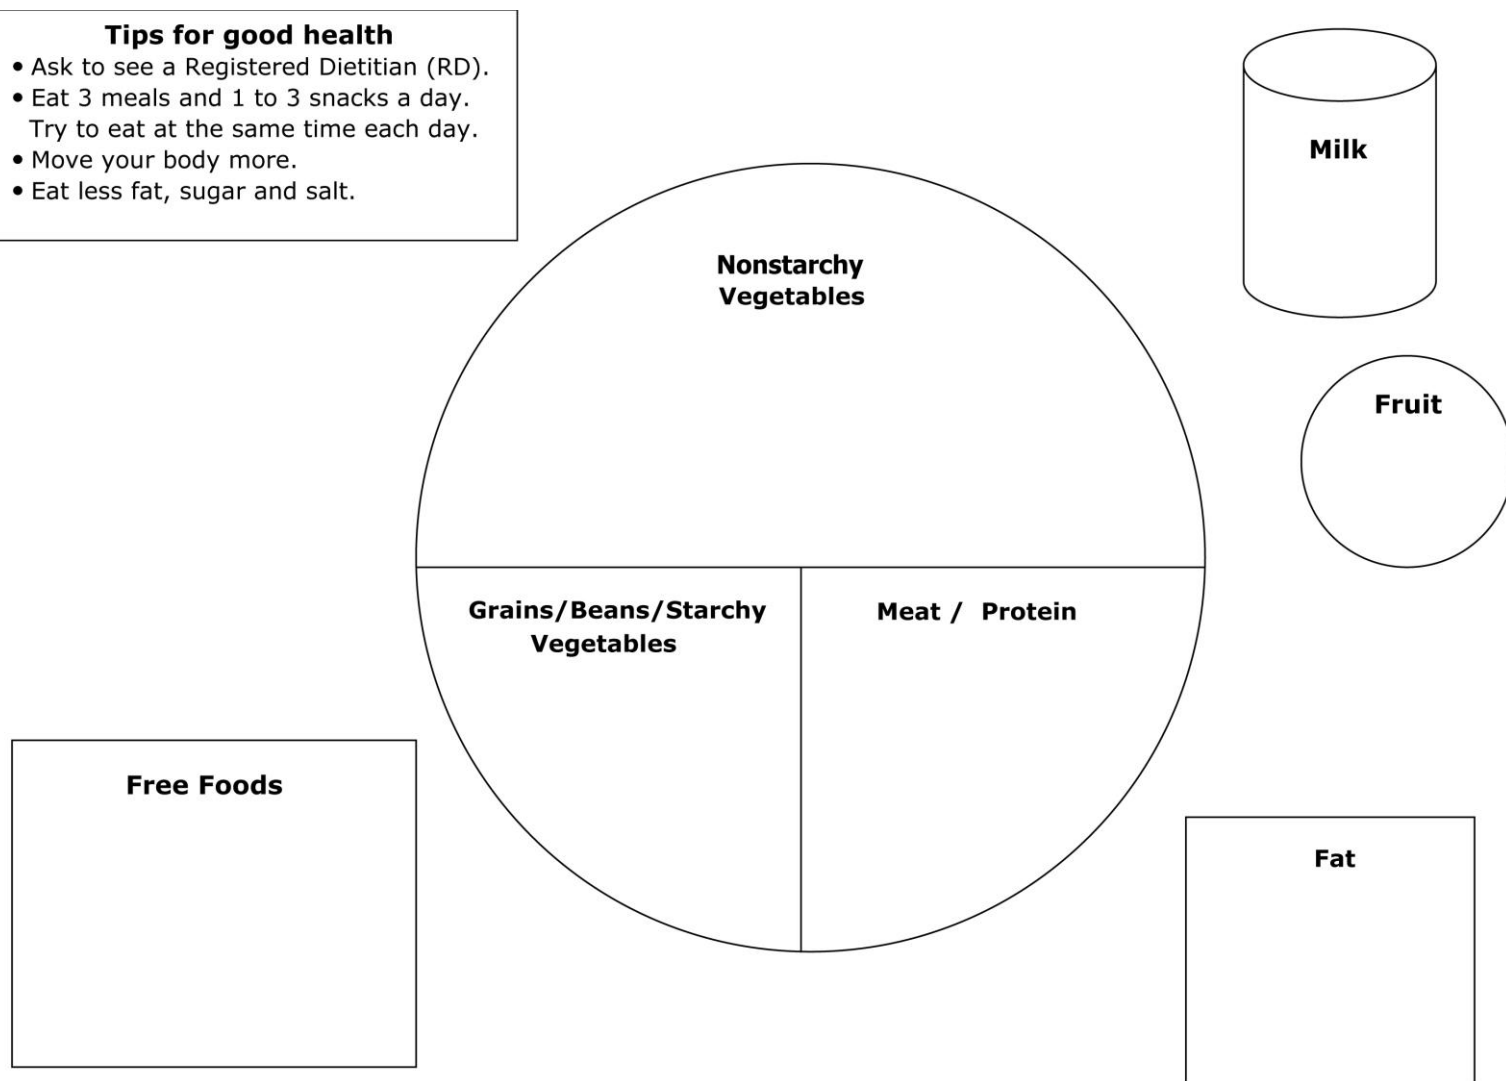 Tips for good health
• Ask to see a Registered Dietitian (RD).
• Eat 3 meals and 1 to 3 snacks a day.
Try to eat at the same time each day.
• Move your body more.
• Eat less fat, sugar and salt.
Milk
Nonstarchy
Vegetables
Fruit
Grains/Beans/Starchy
Vegetables
Meat / Protein
Free Foods
Fat